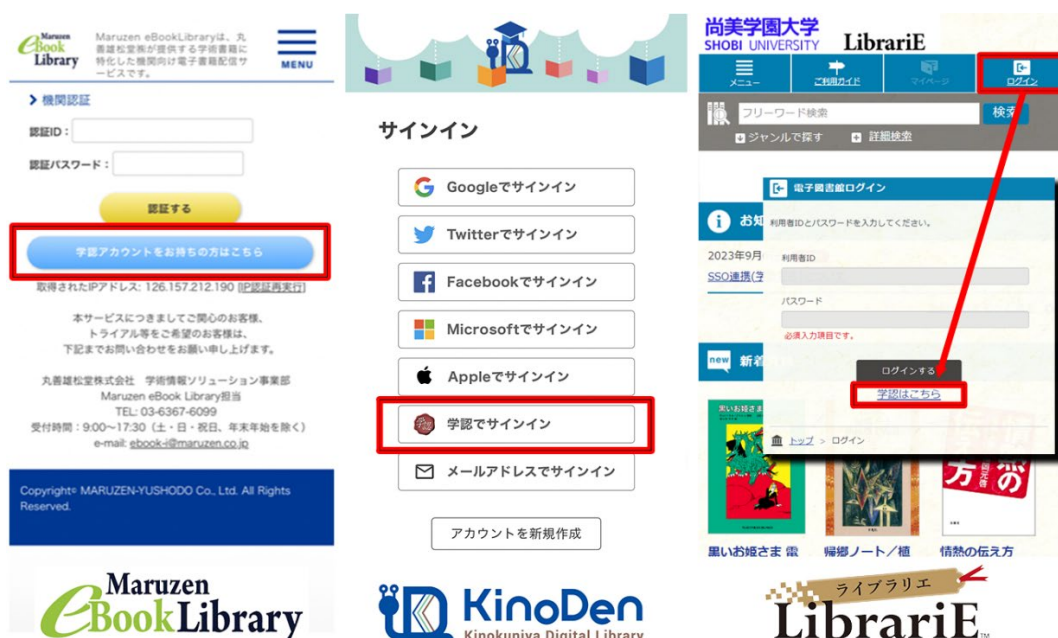 Maruzen
eBook
Library
Maruzen eBookLibraryは、丸
善雄松堂㈱が提供する学術書籍に
特化した機関向け電子書籍配信サ
ービスです。
MENU
機関認証
認証ID：
認証パスワード：
認証する
学認アカウントをお持ちの方はこちら
取得されたIPアドレス: 126.157.212.190 [IP認証再実行]
本サービスにつきましてご関心のお客様、
トライアル等をご希望のお客様は、
下記までお問い合わせをお願い申し上げます。
丸善雄松堂株式会社 学術情報ソリューション事業部
Maruzen eBook Library担当
TEL: 03-6367-6099
受付時間：9:00～17:30（土・日・祝日、年末年始を除く）
e-mail: ebook-i@maruzen.co.jp
Copyright© MARUZEN-YUSHODO Co., Ltd. All Rights
Reserved.
Maruzen
eBook Library
サインイン
Googleでサインイン
Twitterでサインイン
Facebookでサインイン
Microsoftでサインイン
Appleでサインイン
学認でサインイン
メールアドレスでサインイン
アカウントを新規作成
KinoDen
Kinokuniya Digital Library
尚美学園大学
SHOBI UNIVERSITY
LibrariE
メニュー
ご利用ガイド
マイページ
ログイン
フリーワード検索
検索
ジャンルで探す
詳細検索
電子図書館ログイン
お知
利用者IDとパスワードを入力してください。
2023年9月
SSO連携(学
利用者ID
パスワード
必須入力項目です。
new 新着
ログインする
学認はこちら
黒いお姫さま
トップ > ログイン
黒いお姫さま 雷
帰郷ノート／植
情熱の伝え方
ライブラリエ
LibrariE